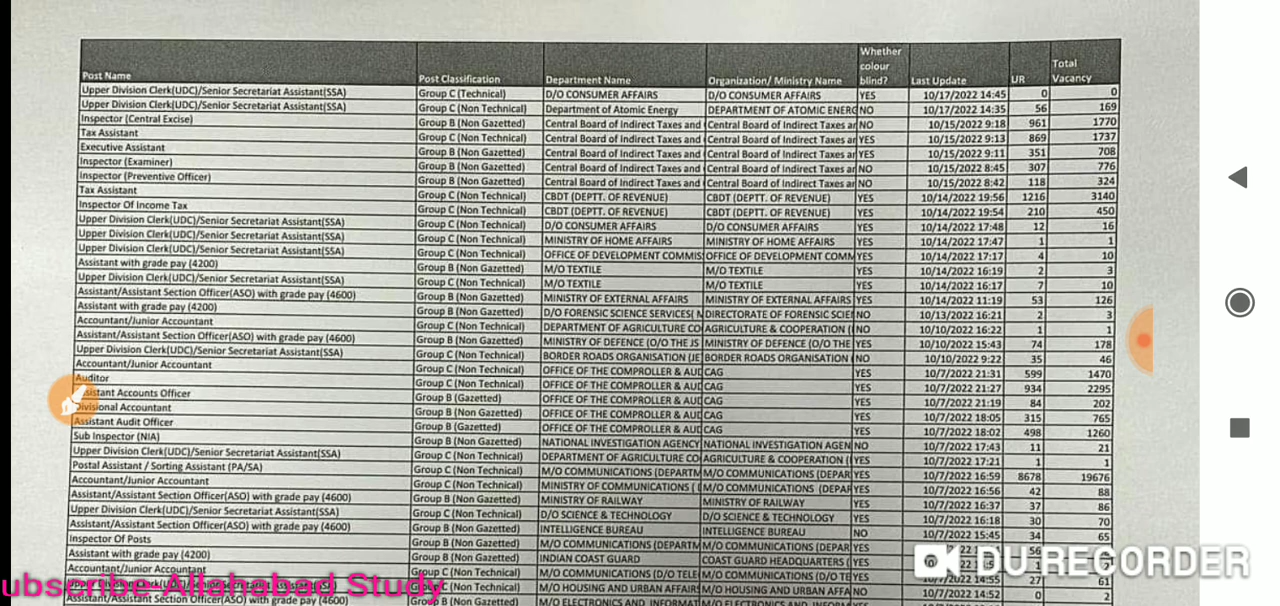 Post Name Post Classification Department Name Organization/ Ministry Name Whether colour blind? Last Update UR Total Vacancy
Upper Division Clerk(UDC)/Senior Secretariat Assistant(SSA) Group C (Technical) D/O CONSUMER AFFAIRS D/O CONSUMER AFFAIRS YES 10/17/2022 14:45 0 0
Upper Division Clerk(UDC)/Senior Secretariat Assistant(SSA) Group C (Non Technical) Department of Atomic Energy DEPARTMENT OF ATOMIC ENERG NO 10/17/2022 14:35 56 169
Inspector (Central Excise) Group B (Non Gazetted) Central Board of Indirect Taxes and Central Board of Indirect Taxes ar NO 10/15/2022 9:18 961 1770
Tax Assistant Group C (Non Technical) Central Board of Indirect Taxes and Central Board of Indirect Taxes ar YES 10/15/2022 9:13 869 1737
Executive Assistant Group B (Non Gazetted) Central Board of Indirect Taxes and Central Board of Indirect Taxes ar YES 10/15/2022 9:11 351 708
Inspector (Examiner) Group B (Non Gazetted) Central Board of Indirect Taxes and Central Board of Indirect Taxes ar NO 10/15/2022 8:45 307 776
Inspector (Preventive Officer) Group B (Non Gazetted) Central Board of Indirect Taxes and Central Board of Indirect Taxes ar NO 10/15/2022 8:42 118 324
Tax Assistant Group C (Non Technical) CBDT (DEPTT. OF REVENUE) CBDT (DEPTT. OF REVENUE) YES 10/14/2022 19:56 1216 3140
Inspector Of Income Tax Group C (Non Technical) CBDT (DEPTT. OF REVENUE) CBDT (DEPTT. OF REVENUE) YES 10/14/2022 19:54 210 450
Upper Division Clerk(UDC)/Senior Secretariat Assistant(SSA) Group C (Non Technical) D/O CONSUMER AFFAIRS D/O CONSUMER AFFAIRS YES 10/14/2022 17:48 12 16
Upper Division Clerk(UDC)/Senior Secretariat Assistant(SSA) Group C (Non Technical) MINISTRY OF HOME AFFAIRS MINISTRY OF HOME AFFAIRS YES 10/14/2022 17:47 1 1
Upper Division Clerk(UDC)/Senior Secretariat Assistant(SSA) Group C (Non Technical) OFFICE OF DEVELOPMENT COMMIS OFFICE OF DEVELOPMENT COMM YES 10/14/2022 17:17 4 10
Assistant with grade pay (4200) Group B (Non Gazetted) M/O TEXTILE M/O TEXTILE YES 10/14/2022 16:19 2 3
Upper Division Clerk(UDC)/Senior Secretariat Assistant(SSA) Group C (Non Technical) M/O TEXTILE M/O TEXTILE YES 10/14/2022 16:17 7 10
Assistant/Assistant Section Officer(ASO) with grade pay (4600) Group B (Non Gazetted) MINISTRY OF EXTERNAL AFFAIRS MINISTRY OF EXTERNAL AFFAIRS YES 10/14/2022 11:19 53 126
Assistant with grade pay (4200) Group B (Non Gazetted) D/O FORENSIC SCIENCE SERVICES( M DIRECTORATE OF FORENSIC SCIE NO 10/13/2022 16:21 2 3
Accountant/Junior Accountant Group C (Non Technical) DEPARTMENT OF AGRICULTURE CO AGRICULTURE & COOPERATION ( YES 10/10/2022 16:22 1 1
Assistant/Assistant Section Officer(ASO) with grade pay (4600) Group B (Non Gazetted) MINISTRY OF DEFENCE (O/O THE JS MINISTRY OF DEFENCE (O/O THE YES 10/10/2022 15:43 74 178
Upper Division Clerk(UDC)/Senior Secretariat Assistant(SSA) Group C (Non Technical) BORDER ROADS ORGANISATION (JE BORDER ROADS ORGANISATION NO 10/10/2022 9:22 35 46
Accountant/Junior Accountant Group C (Non Technical) OFFICE OF THE COMPROLLER & AUD CAG YES 10/7/2022 21:31 599 1470
Auditor Group C (Non Technical) OFFICE OF THE COMPROLLER & AUD CAG YES 10/7/2022 21:27 934 2295
sistant Accounts Officer Group B (Gazetted) OFFICE OF THE COMPROLLER & AUD CAG YES 10/7/2022 21:19 84 202
Divisional Accountant Group B (Non Gazetted) OFFICE OF THE COMPROLLER & AUD CAG YES 10/7/2022 18:05 315 765
Assistant Audit Officer Group B (Gazetted) OFFICE OF THE COMPROLLER & AUD CAG YES 10/7/2022 18:02 498 1260
Sub Inspector (NIA) Group B (Non Gazetted) NATIONAL INVESTIGATION AGENCY NATIONAL INVESTIGATION AGEN NO 10/7/2022 17:43 11 21
Upper Division Clerk(UDC)/Senior Secretariat Assistant(SSA) Group C (Non Technical) DEPARTMENT OF AGRICULTURE CO AGRICULTURE & COOPERATION ( YES 10/7/2022 17:21 1 1
Postal Assistant / Sorting Assistant (PA/SA) Group C (Non Technical) M/O COMMUNICATIONS (DEPARTM M/O COMMUNICATIONS (DEPAR YES 10/7/2022 16:59 8678 19676
Accountant/Junior Accountant Group C (Non Technical) MINISTRY OF COMMUNICATIONS ( M/O COMMUNICATIONS (DEPAR YES 10/7/2022 16:56 42 88
Assistant/Assistant Section Officer(ASO) with grade pay (4600) Group B (Non Gazetted) MINISTRY OF RAILWAY MINISTRY OF RAILWAY YES 10/7/2022 16:37 37 86
Upper Division Clerk(UDC)/Senior Secretariat Assistant(SSA) Group C (Non Technical) D/O SCIENCE & TECHNOLOGY D/O SCIENCE & TECHNOLOGY YES 10/7/2022 16:18 30 70
Assistant/Assistant Section Officer(ASO) with grade pay (4600) Group B (Non Gazetted) INTELLIGENCE BUREAU INTELLIGENCE BUREAU NO 10/7/2022 15:45 34 65
Inspector Of Posts Group B (Non Gazetted) M/O COMMUNICATIONS (DEPARTM M/O COMMUNICATIONS (DEPAR YES 56
Assistant with grade pay (4200) Group B (Non Gazetted) INDIAN COAST GUARD COAST GUARD HEADQUARTERS ( NO
Accountant/Junior Accountant Group C (Non Technical) M/O COMMUNICATIONS (D/O TELE M/O COMMUNICATIONS (D/O TE YES 10/7/2022 14:55 27 61
Group C (Non Technical) M/O HOUSING AND URBAN AFFAIRS M/O HOUSING AND URBAN AFFA NO 10/7/2022 14:52 0 2
Assistant/Assistant Section Officer(ASO) with grade pay (4600) Group B (Non Gazetted)
DU RECORDER
ubscribe Allahabad Study